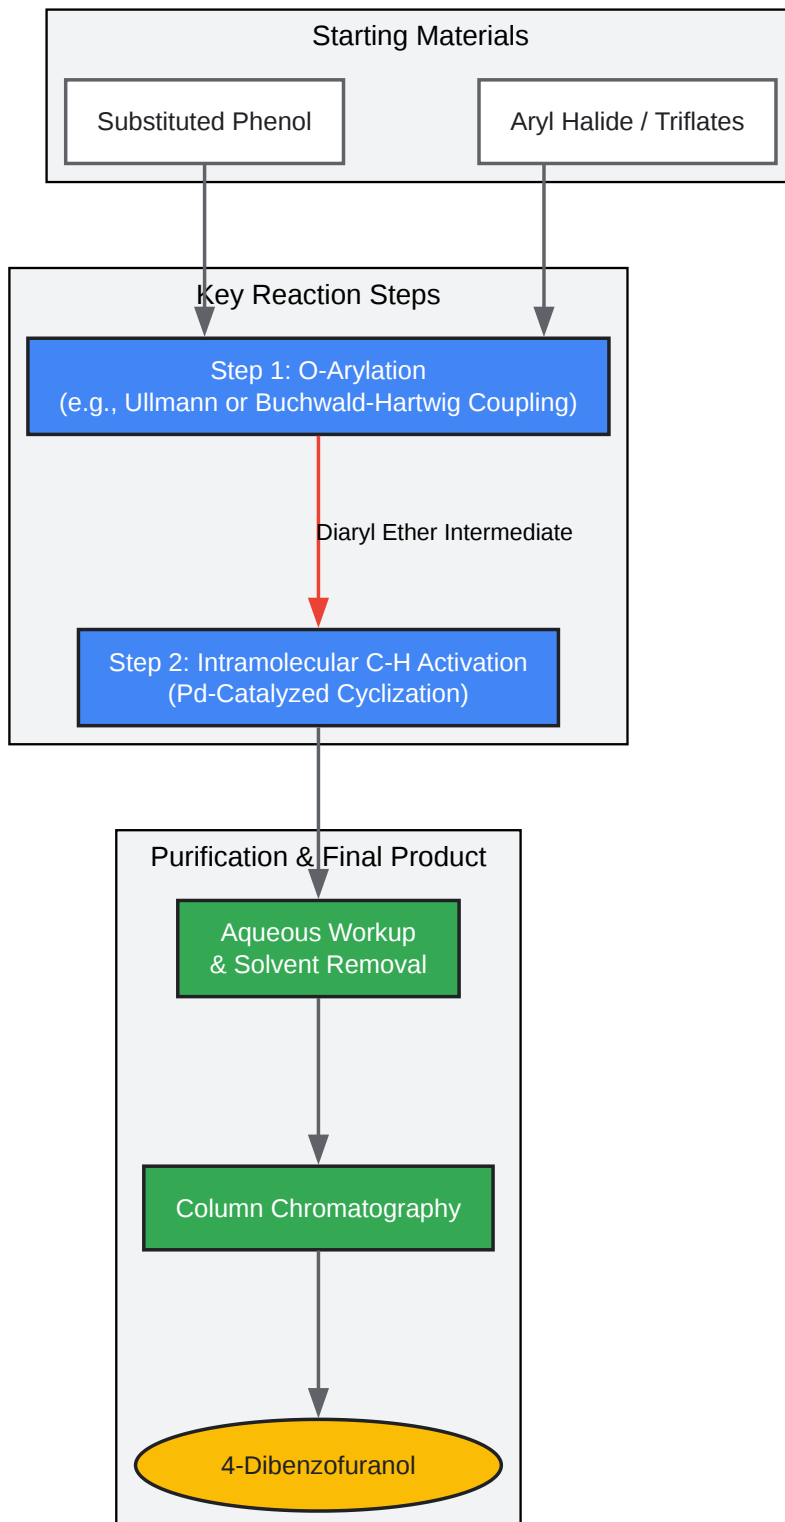 Starting Materials
Substituted Phenol
Aryl Halide / Triflates
Key Reaction Steps
Step 1: O-Arylation
(e.g., Ullmann or Buchwald-Hartwig Coupling)
Diaryl Ether Intermediate
Step 2: Intramolecular C-H Activation
(Pd-Catalyzed Cyclization)
Purification & Final Product
Aqueous Workup
& Solvent Removal
Column Chromatography
4-Dibenzofuranol